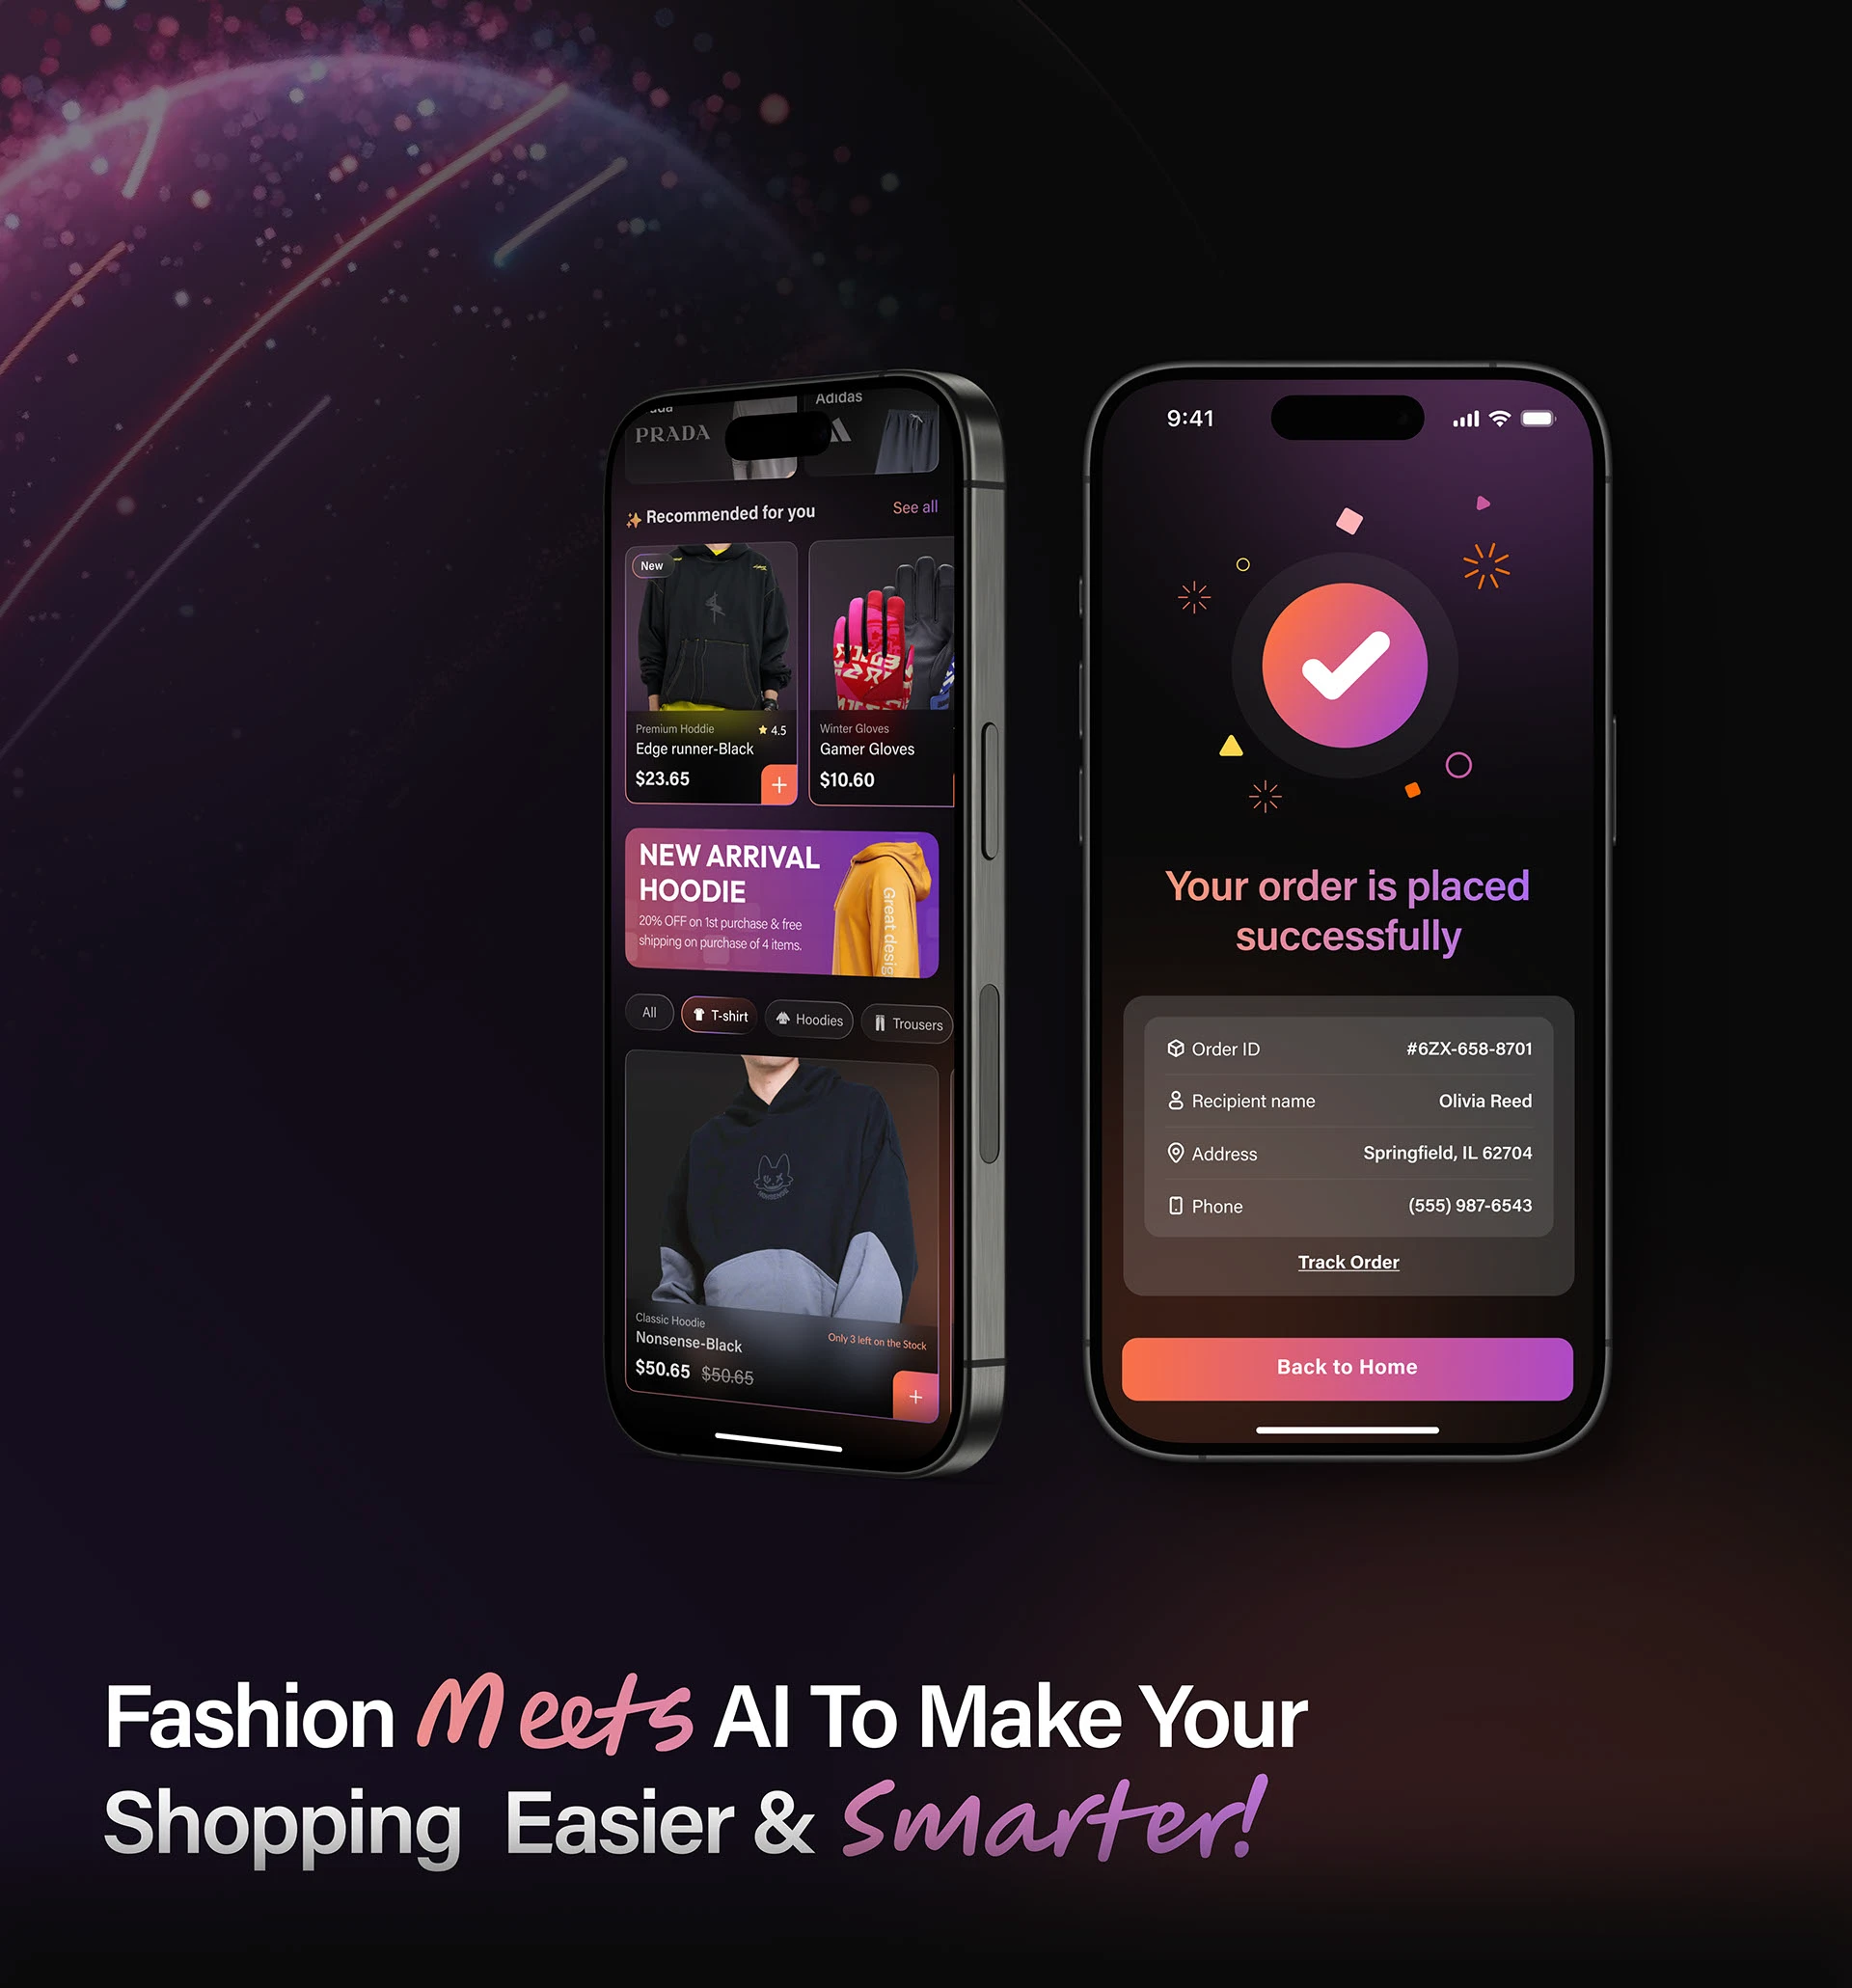 Adidas
PRADA
Recommended for you
See all
New
Premium Hoddie
4.5
Edge runner-Black
$23.65
Winter Gloves
Gamer Gloves
$10.60
NEW ARRIVAL
HOODIE
20% OFF on 1st purchase & free
shipping on purchase of 4 items.
Great desig
All
T-shirt
Hoodies
Trousers
NONSENSE
Classic Hoodie
Nonsense-Black
Only 3 left on the Stock
$50.65 $50.65
9:41
Your order is placed
successfully
Order ID
#6ZX-658-8701
Recipient name
Olivia Reed
Address
Springfield, IL 62704
Phone
(555) 987-6543
Track Order
Back to Home
Fashion Meets AI To Make Your
Shopping Easier & Smarter!